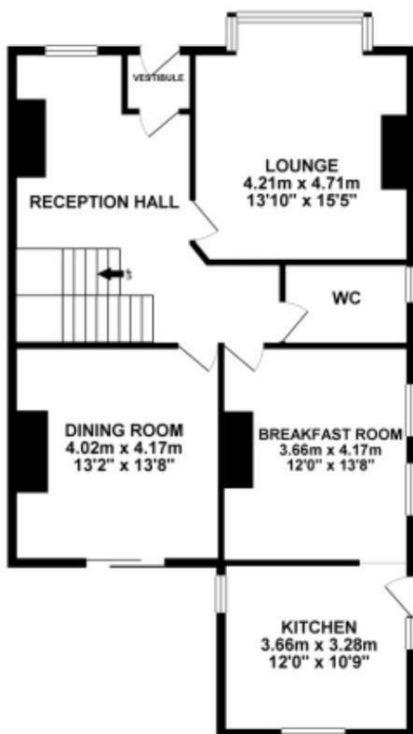 VESTIBULE
LOUNGE
4.21m x 4.71m
13'10" x 15'5"
RECEPTION HALL
UP
WC
DINING ROOM
4.02m x 4.17m
13'2" x 13'8"
BREAKFAST ROOM
3.66m x 4.17m
12'0" x 13'8"
KITCHEN
3.66m x 3.28m
12'0" x 10'9"